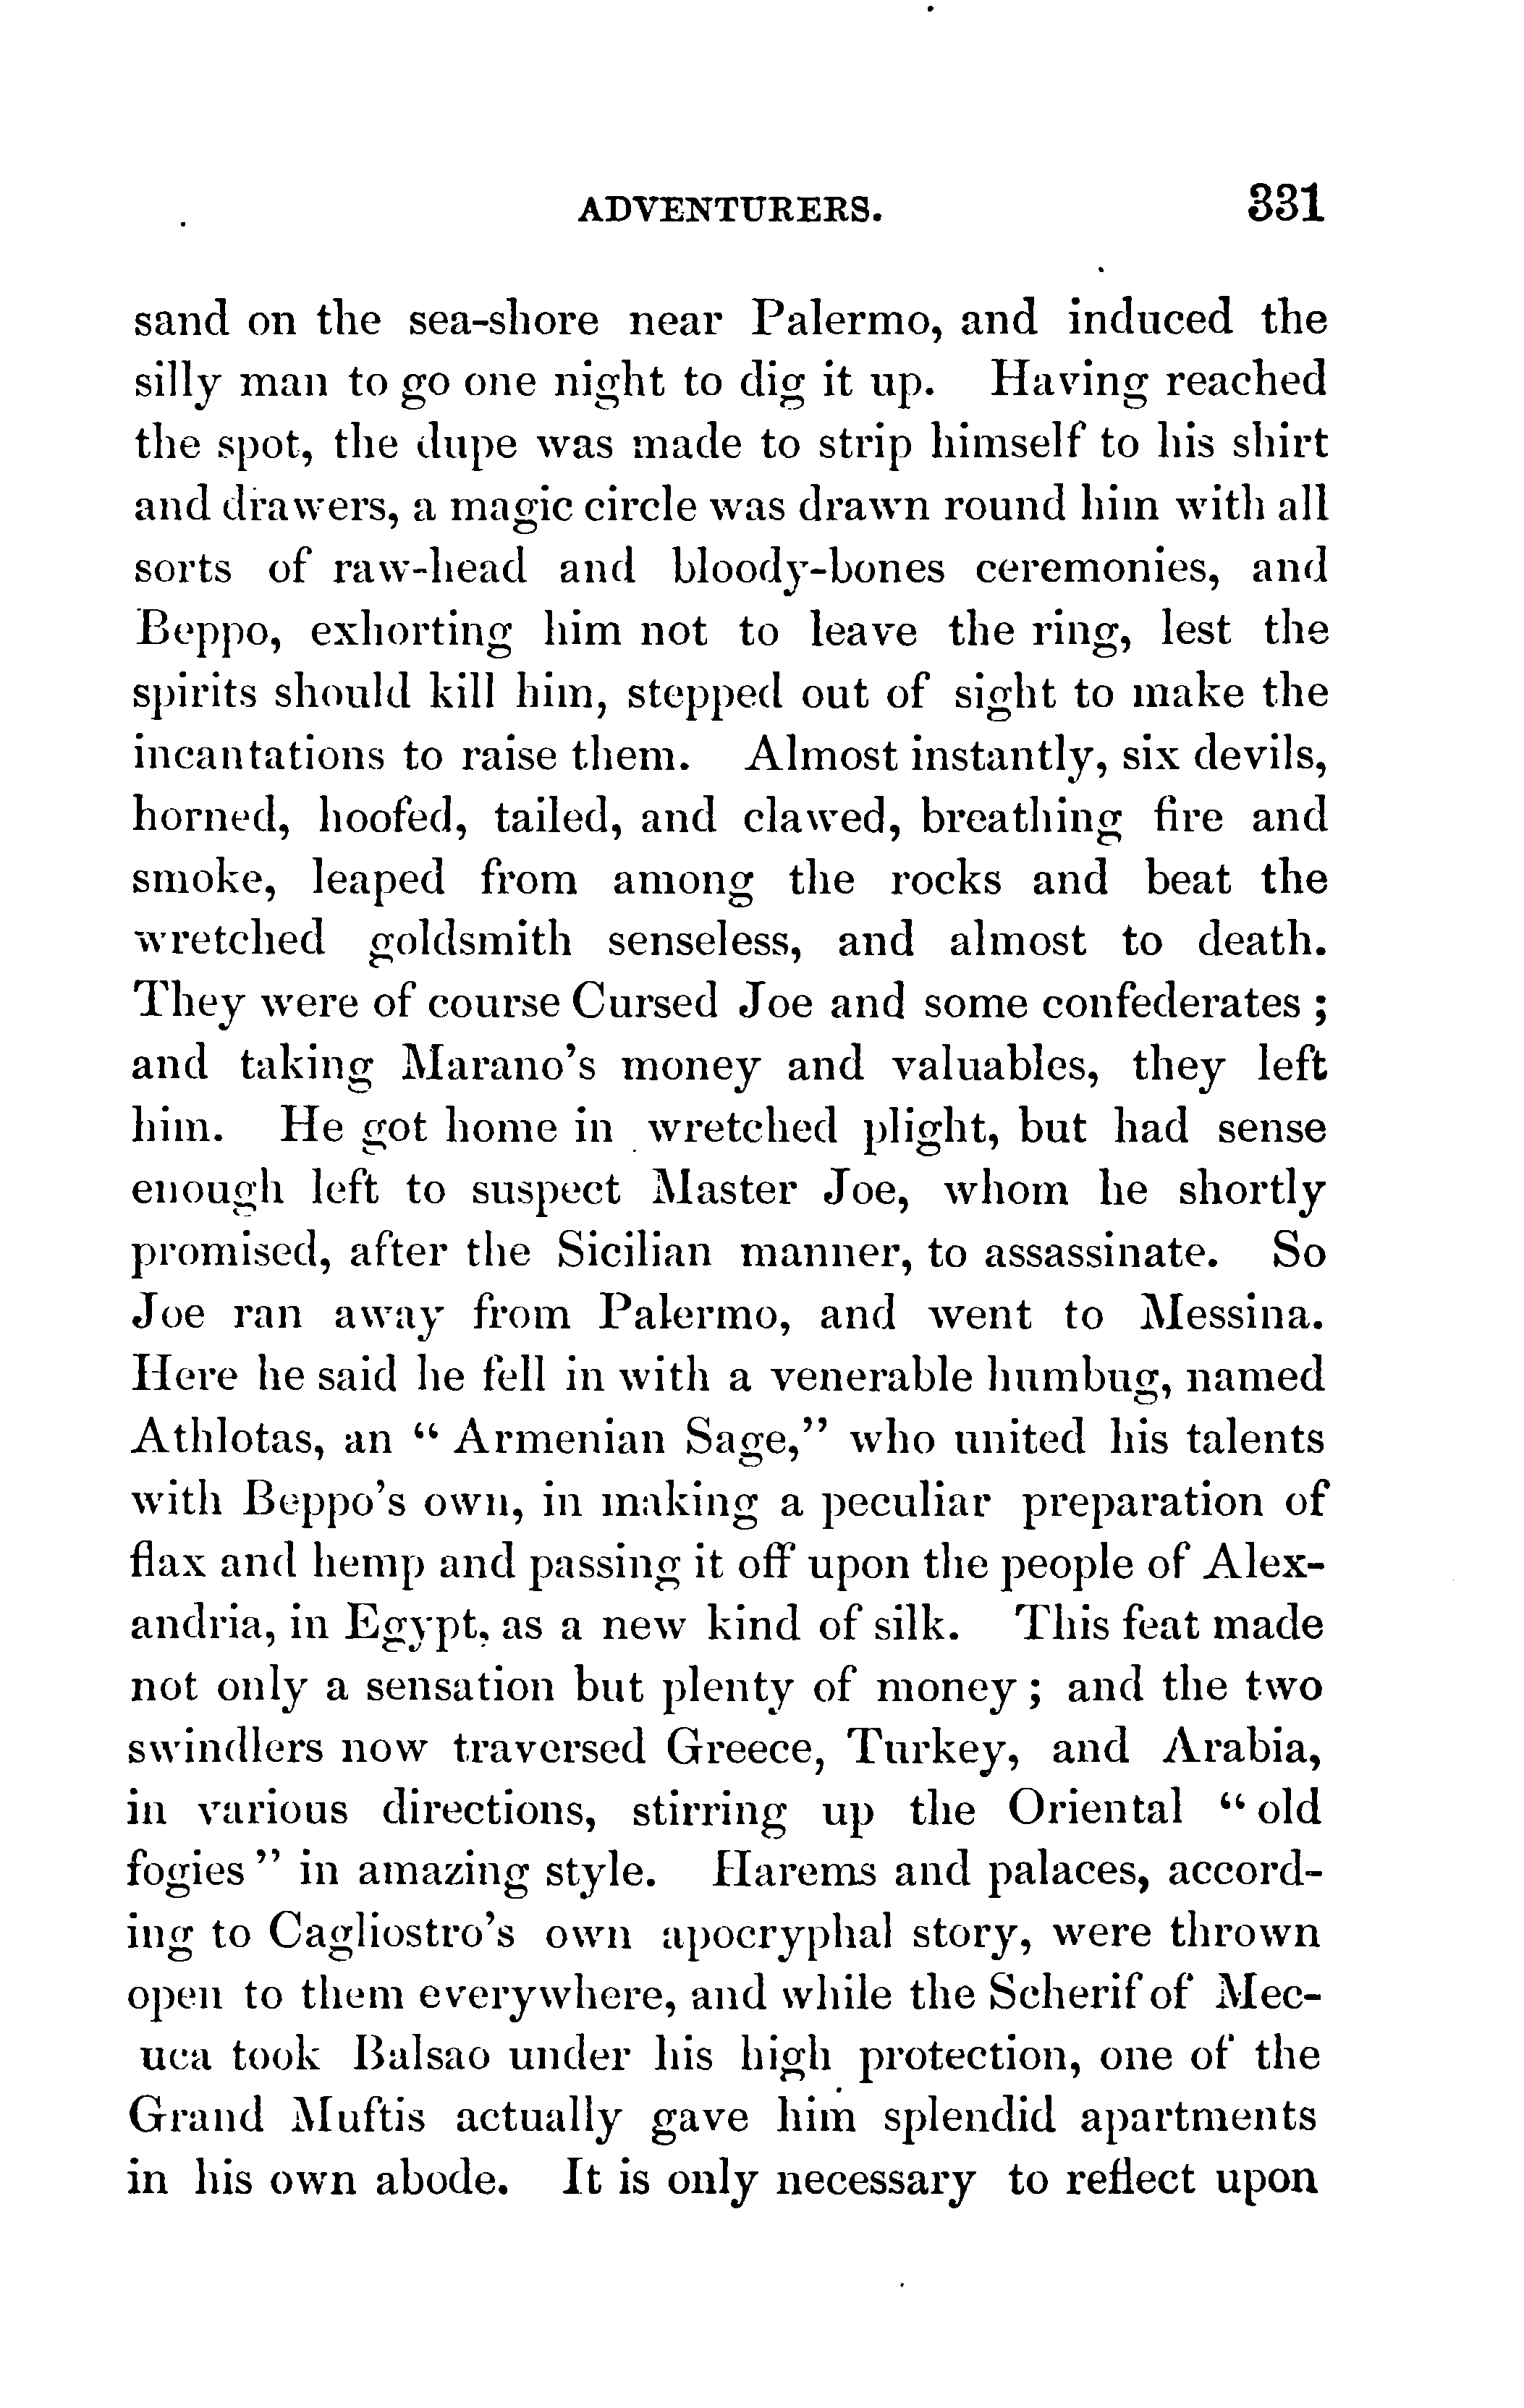 ADVENTURERS. 331
sand on the sea-shore near Palermo, and induced the
silly man to go one night to dig it up. Having reached
the spot, the dupe was made to strip himself to his shirt
and drawers, a magic circle was drawn round him with all
sorts of raw-head and bloody-bones ceremonies, and
Beppo, exhorting him not to leave the ring, lest the
spirits should kill him, stepped out of sight to make the
incantations to raise them. Almost instantly, six devils,
horned, hoofed, tailed, and clawed, breathing fire and
smoke, leaped from among the rocks and beat the
wretched goldsmith senseless, and almost to death.
They were of course Cursed Joe and some confederates ;
and taking Marano's money and valuables, they left
him. He got home in wretched plight, but had sense
enough left to suspect Master Joe, whom he shortly
promised, after the Sicilian manner, to assassinate. So
Joe ran away from Palermo, and went to Messina.
Here he said he fell in with a venerable humbug, named
Athlotas, an “ Armenian Sage,” who united his talents
with Beppo's own, in making a peculiar preparation of
flax and hemp and passing it off upon the people of Alex-
andria, in Egypt, as a new kind of silk. This feat made
not only a sensation but plenty of money ; and the two
swindlers now traversed Greece, Turkey, and Arabia,
in various directions, stirring up the Oriental “ old
fogies ” in amazing style. Harems and palaces, accord-
ing to Cagliostro's own apocryphal story, were thrown
open to them everywhere, and while the Scherif of Mec-
uca took Balsao under his high protection, one of the
Grand Muftis actually gave him splendid apartments
in his own abode. It is only necessary to reflect upon